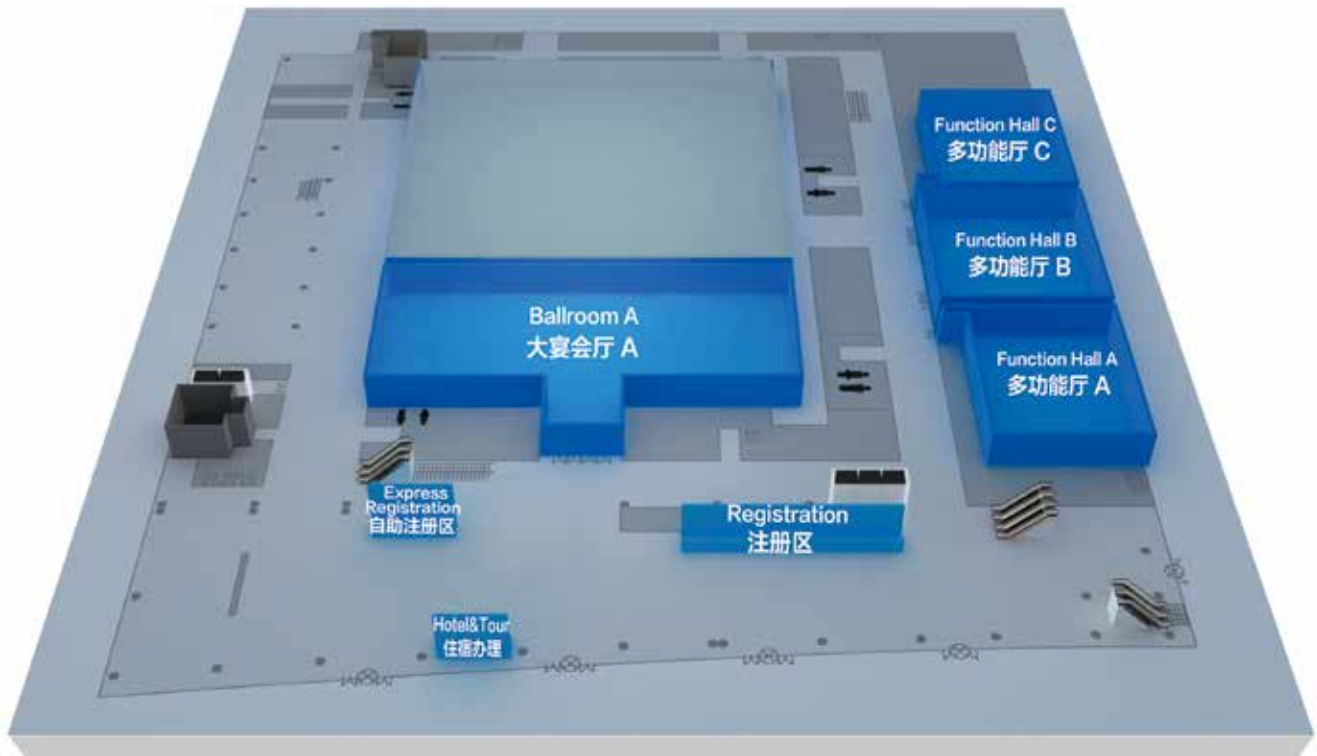 Function Hall C
多功能厅 C
Function Hall B
多功能厅 B
Ballroom A
大宴会厅 A
Function Hall A
多功能厅 A
Express
Registration
自助注册区
Registration
注册区
Hotel&Tour
住宿办理